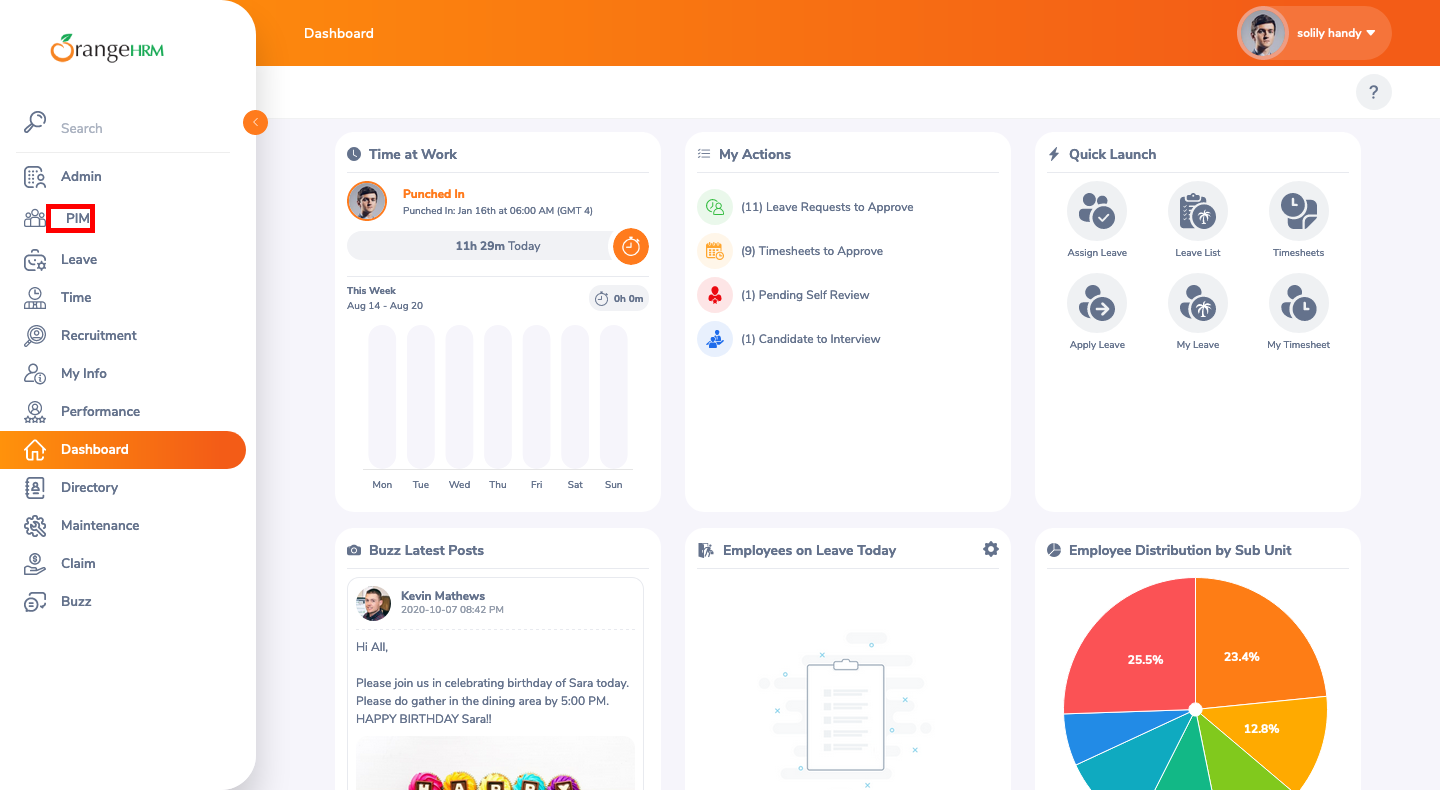 OrangeHRM
Search
Admin
PIM
Leave
Time
Recruitment
My Info
Performance
Dashboard
Directory
Maintenance
Claim
Buzz
Dashboard
solily handy
?
Time at Work
Punched In
Punched In: Jan 16th at 06:00 AM (GMT 4)
11h 29m Today
This Week
Aug 14 - Aug 20
0h 0m
Mon Tue Wed Thu Fri Sat Sun
My Actions
(11) Leave Requests to Approve
(9) Timesheets to Approve
(1) Pending Self Review
(1) Candidate to Interview
Quick Launch
Assign Leave Leave List Timesheets
Apply Leave My Leave My Timesheet
Buzz Latest Posts
Kevin Mathews
2020-10-07 08:42 PM
Hi All,
Please join us in celebrating birthday of Sara today.
Please do gather in the dining area by 5:00 PM.
HAPPY BIRTHDAY Sara!!
HAPPY
Employees on Leave Today
Employee Distribution by Sub Unit
25.5% 23.4%
12.8%